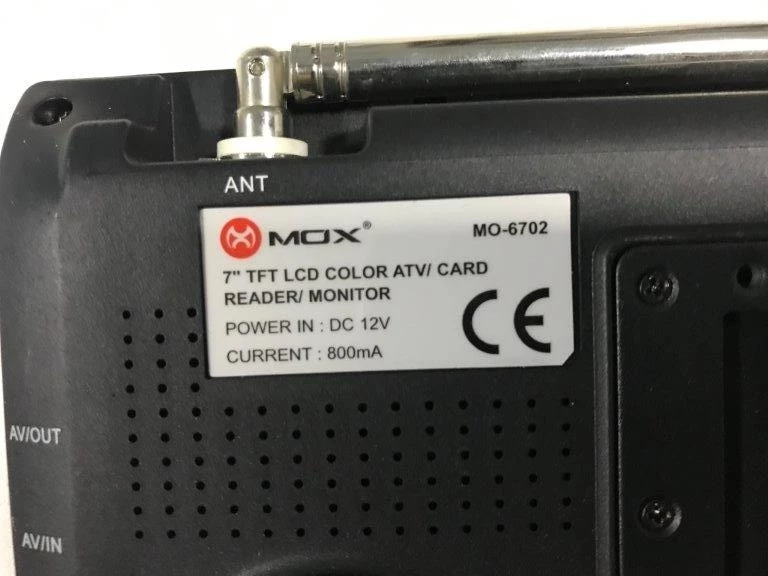 ANT
MOX® MO-6702
7" TFT LCD COLOR ATV/ CARD
READER/ MONITOR
POWER IN : DC 12V
CURRENT : 800mA
CE
AV/OUT
AV/IN